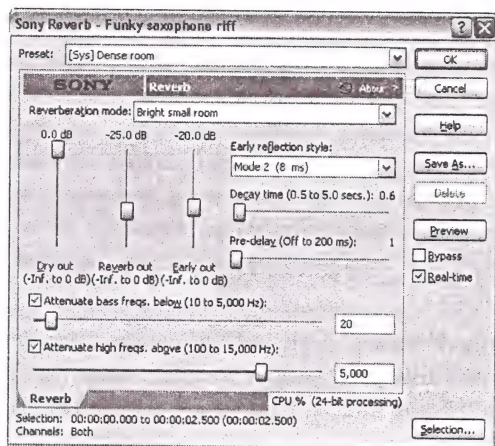 Sony Reverb - Funky saxophone riff
Preset: [Sys] Dense room
OK
SONY Reverb About ?
Cancel
Reverberation mode: Bright small room
Help
0.0 dB -25.0 dB -20.0 dB
Early reflection style:
Mode 2 (8 ms)
Save As...
Decay time (0.5 to 5.0 secs.): 0.6
Delete
Pre-delay (Off to 200 ms): 1
Preview
Dry out Reverb out Early out
(-Inf. to 0 dB) (-Inf. to 0 dB) (-Inf. to 0 dB)
Bypass
Real-time
Attenuate bass freqs. below (10 to 5,000 Hz):
20
Attenuate high freqs. above (100 to 15,000 Hz):
5,000
Reverb
CPU % (24-bit processing)
Selection: 00:00:00.000 to 00:00:02.500 (00:00:02.500)
Channels: Both
Selection...